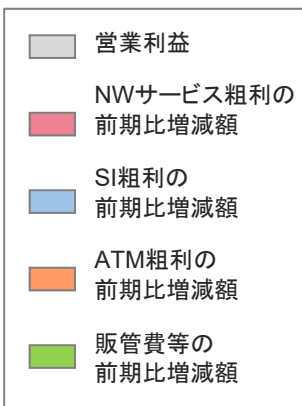 営業利益
NWサービス粗利の
前期比増減額
SI粗利の
前期比増減額
ATM粗利の
前期比増減額
販管費等の
前期比増減額